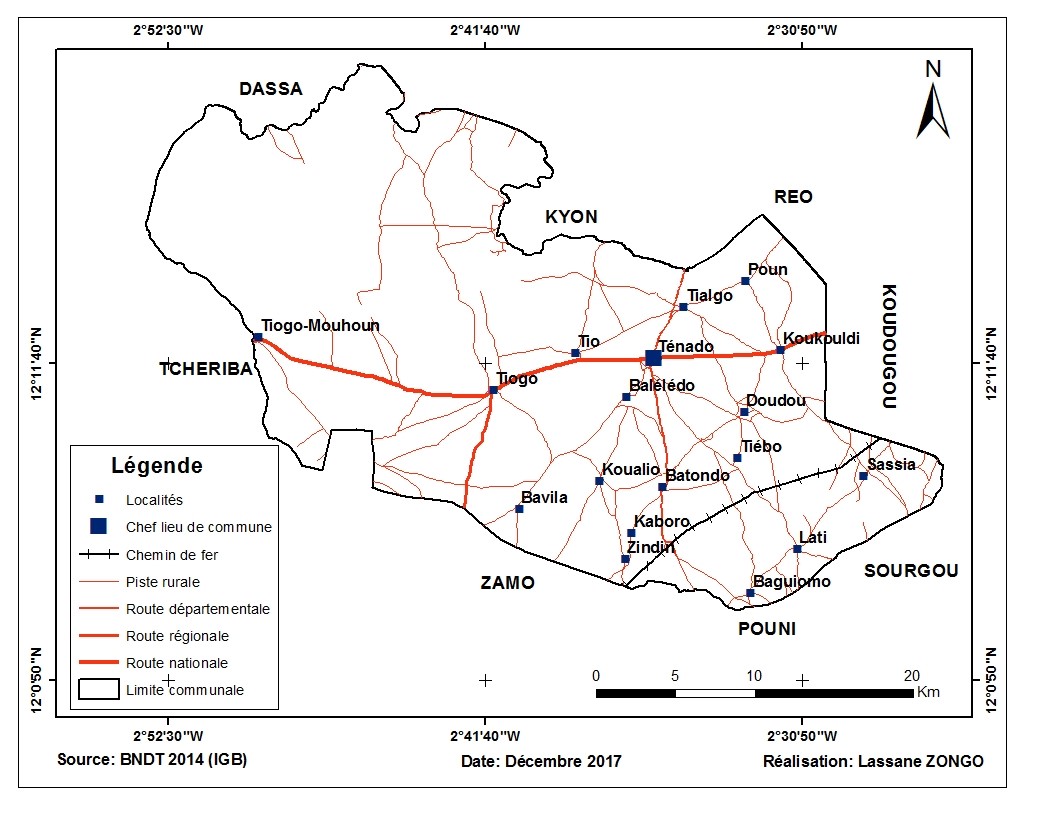 2°52'30"W 2°41'40"W 2°30'50"W
N
DASSA
REO
KYON
Poun
KOUDOUGOU
Tialgo
Tiogo-Mouhoun
Koukouldi
Tio
Ténado
12°11'40"N
12°11'40"N
TCHERIBA
Tiogo
Balélédo
Doudou
Tiébo
Sassia
Koualio
Batondo
Bavila
Kaboro
Zindin
Lati
SOURGOU
ZAMO
Baguiomo
POUNI
Légende
Localités
Chef lieu de commune
Chemin de fer
Piste rurale
Route départementale
Route régionale
Route nationale
Limite communale
12°0'50"N
12°0'50"N
0 5 10 20
Km
2°52'30"W 2°41'40"W 2°30'50"W
Source: BNDT 2014 (IGB) Date: Décembre 2017 Réalisation: Lassane ZONGO